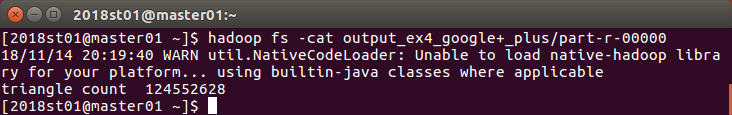 2018st01@master01:~
[2018st01@master01 ~]$ hadoop fs -cat output_ex4_google+_plus/part-r-00000
18/11/14 20:19:40 WARN util.NativeCodeLoader: Unable to load native-hadoop libra
ry for your platform... using builtin-java classes where applicable
triangle count  124552628
[2018st01@master01 ~]$